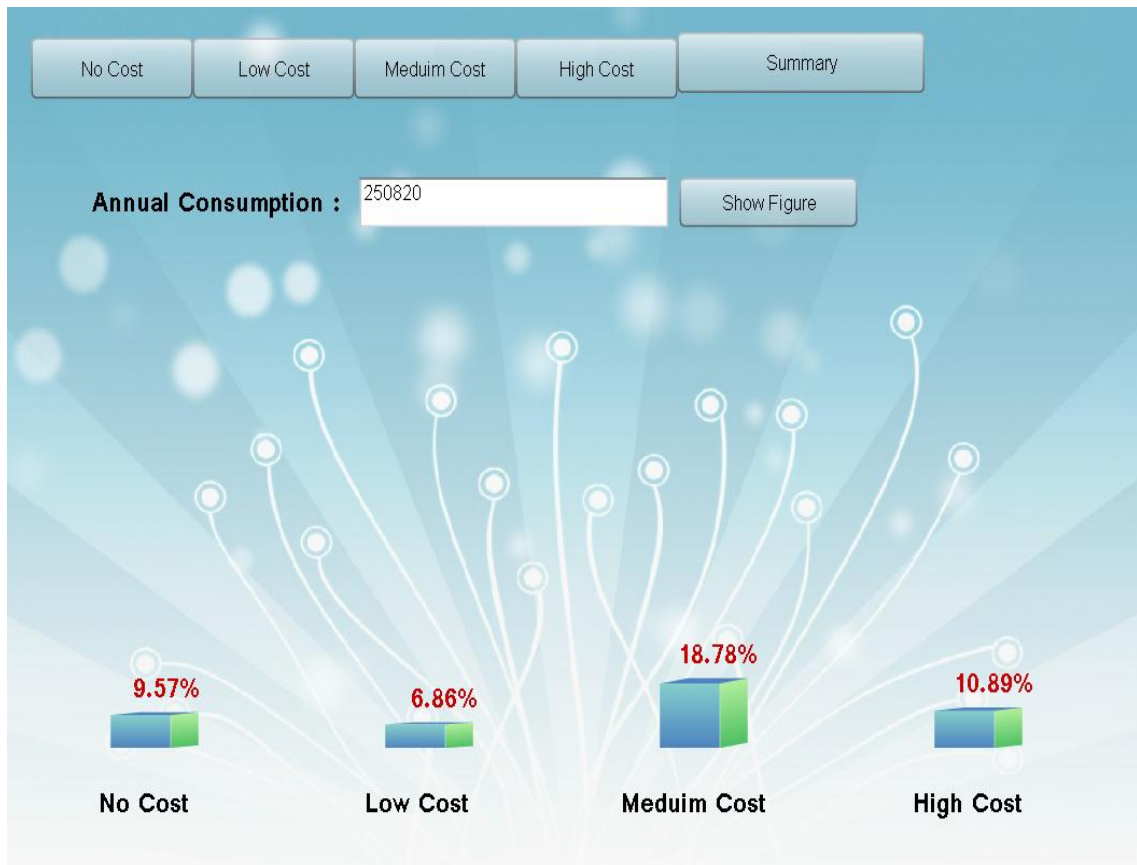 No Cost
Low Cost
Meduim Cost
High Cost
Summary
Annual Consumption :
250820
Show Figure
9.57%
6.86%
18.78%
10.89%
No Cost
Low Cost
Meduim Cost
High Cost